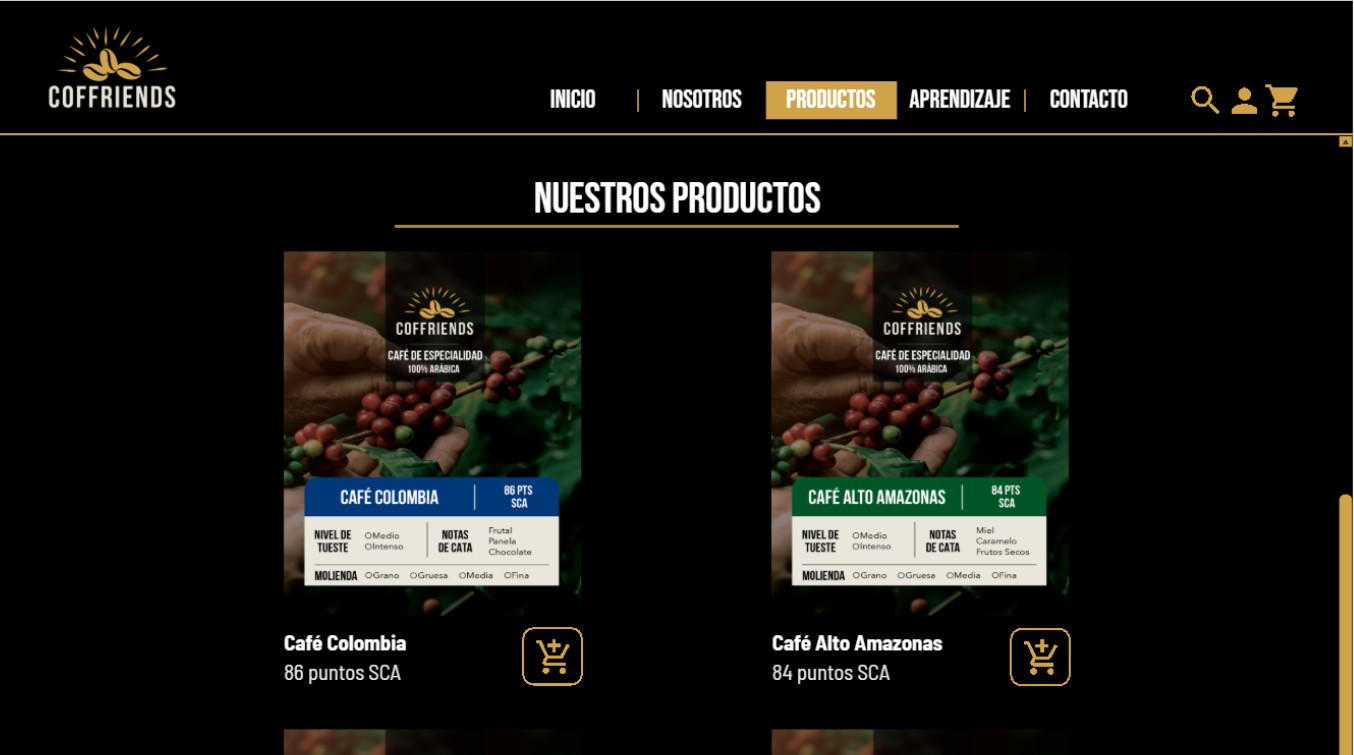 COFFRIENDS
INICIO | NOSOTROS PRODUCTOS APRENDIZAJE | CONTACTO
NUESTROS PRODUCTOS
COFFRIENDS
CAFÉ DE ESPECIALIDAD
100% ARÁBICA
CAFÉ COLOMBIA
86 PTS
SCA
NIVEL DE
TUESTE
OMedio
OIntenso
NOTAS
DE CATA
Frutal
Panela
Chocolate
MOLIENDA OGrano OGruesa OMedia OFina
Café Colombia
86 puntos SCA
COFFRIENDS
CAFÉ DE ESPECIALIDAD
100% ARÁBICA
CAFÉ ALTO AMAZONAS
84 PTS
SCA
NIVEL DE
TUESTE
OMedio
OIntenso
NOTAS
DE CATA
Miel
Caramelo
Frutos Secos
MOLIENDA OGrano OGruesa OMedia OFina
Café Alto Amazonas
84 puntos SCA